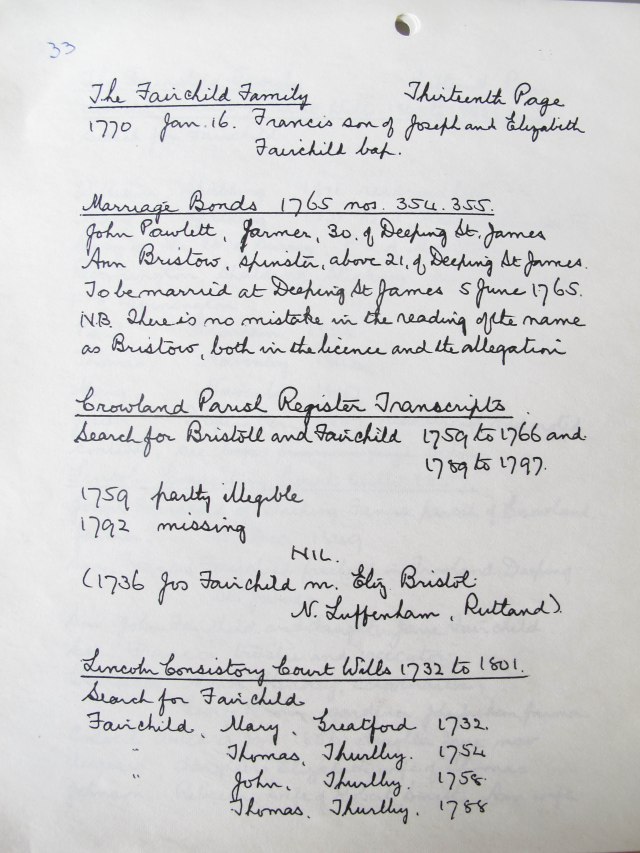 33
The Fairchild Family Thirteenth Page
1770 Jan. 16. Francis son of Joseph and Elizabeth
Fairchild bap.
Marriage Bonds 1765 nos. 354. 355.
John Pawlett, farmer, 30, of Deeping St. James
Ann Bristow, spinster, above 21, of Deeping St James.
To be married at Deeping St James 5 June 1765.
N.B. There is no mistake in the reading of the name
as Bristow, both in the licence and the allegation
Crowland Parish Register Transcripts
Search for Bristoll and Fairchild 1759 to 1766 and
1789 to 1797.
1759 partly illegible
1792 missing
NIL.
(1736 Jos Fairchild m. Eliz Bristol
N. Luffenham, Rutland).
Lincoln Consistory Court Wills 1732 to 1801.
Search for Fairchild
Fairchild, Mary, Greatford 1732.
" Thomas, Thurlby. 1754
" John, Thurlby. 1758
Thomas, Thurlby. 1788